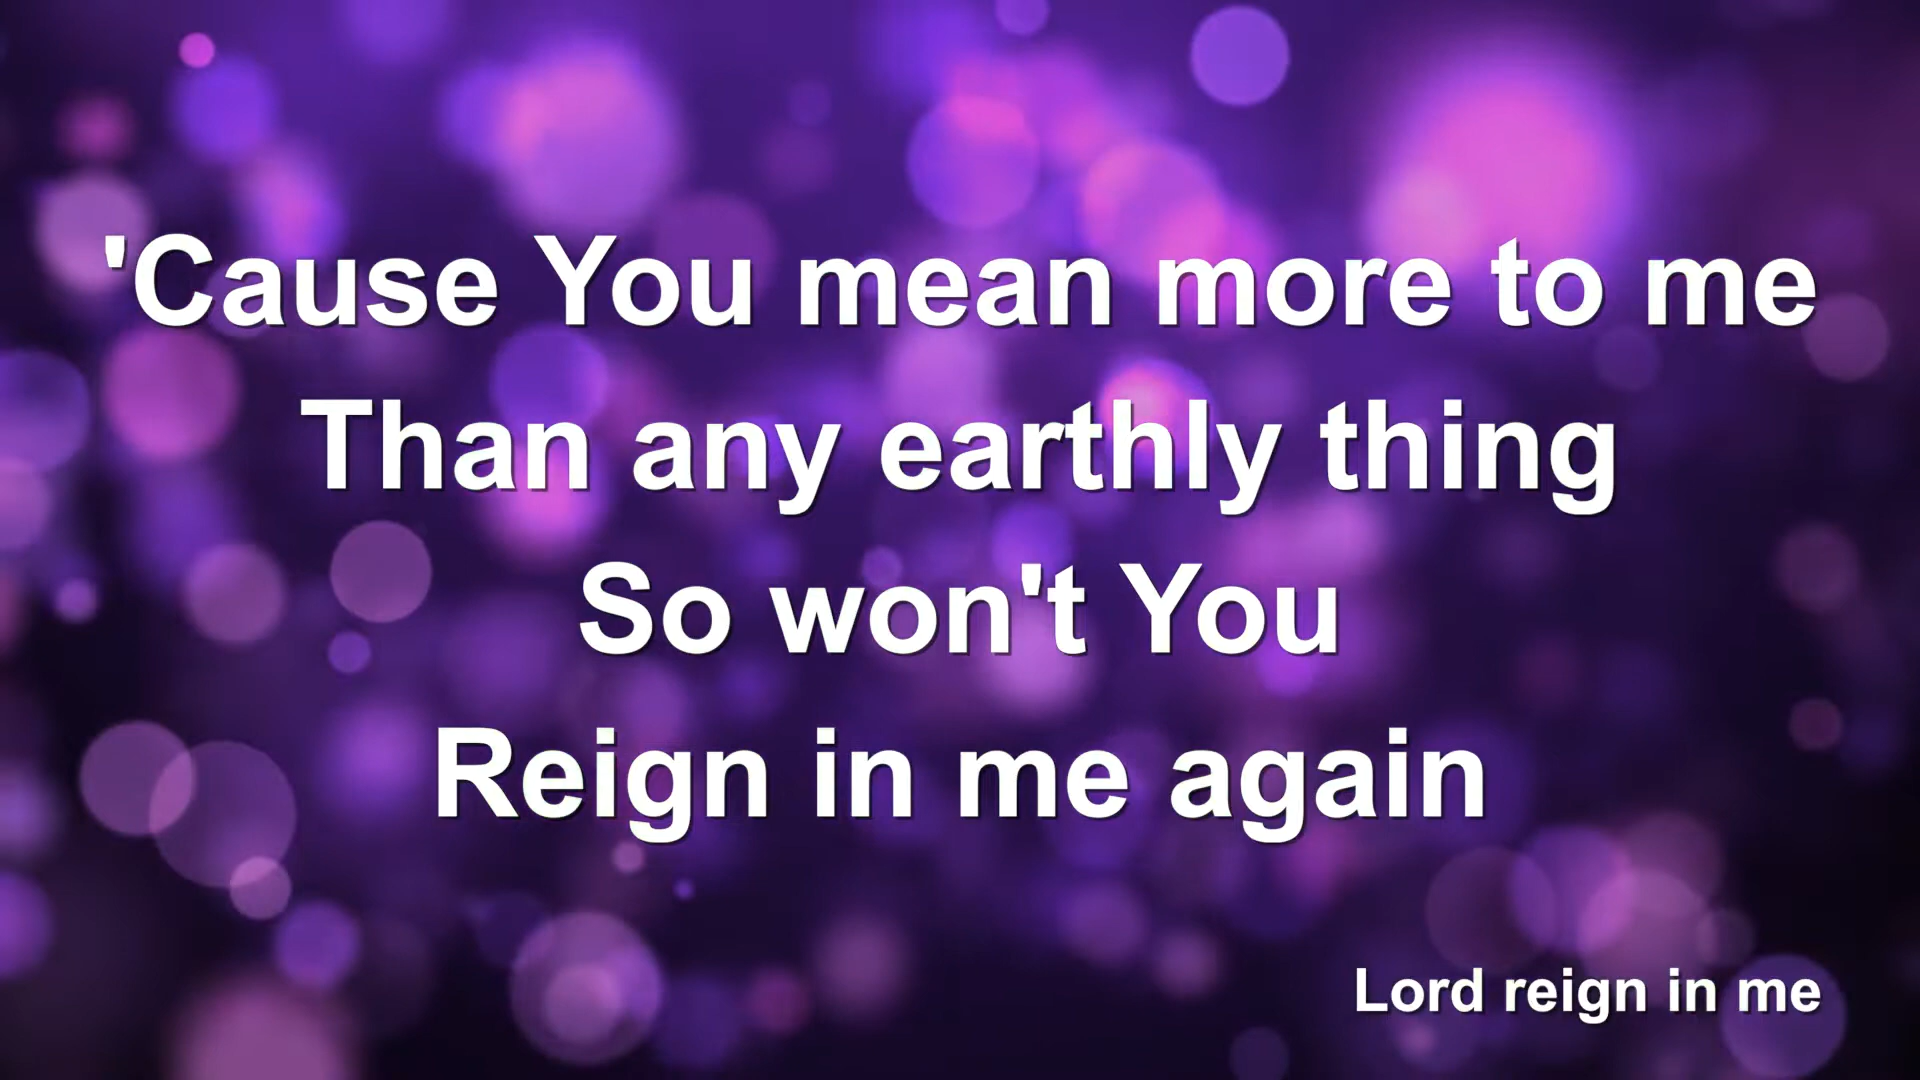 'Cause You mean more to me
Than any earthly thing
So won't You
Reign in me again
Lord reign in me